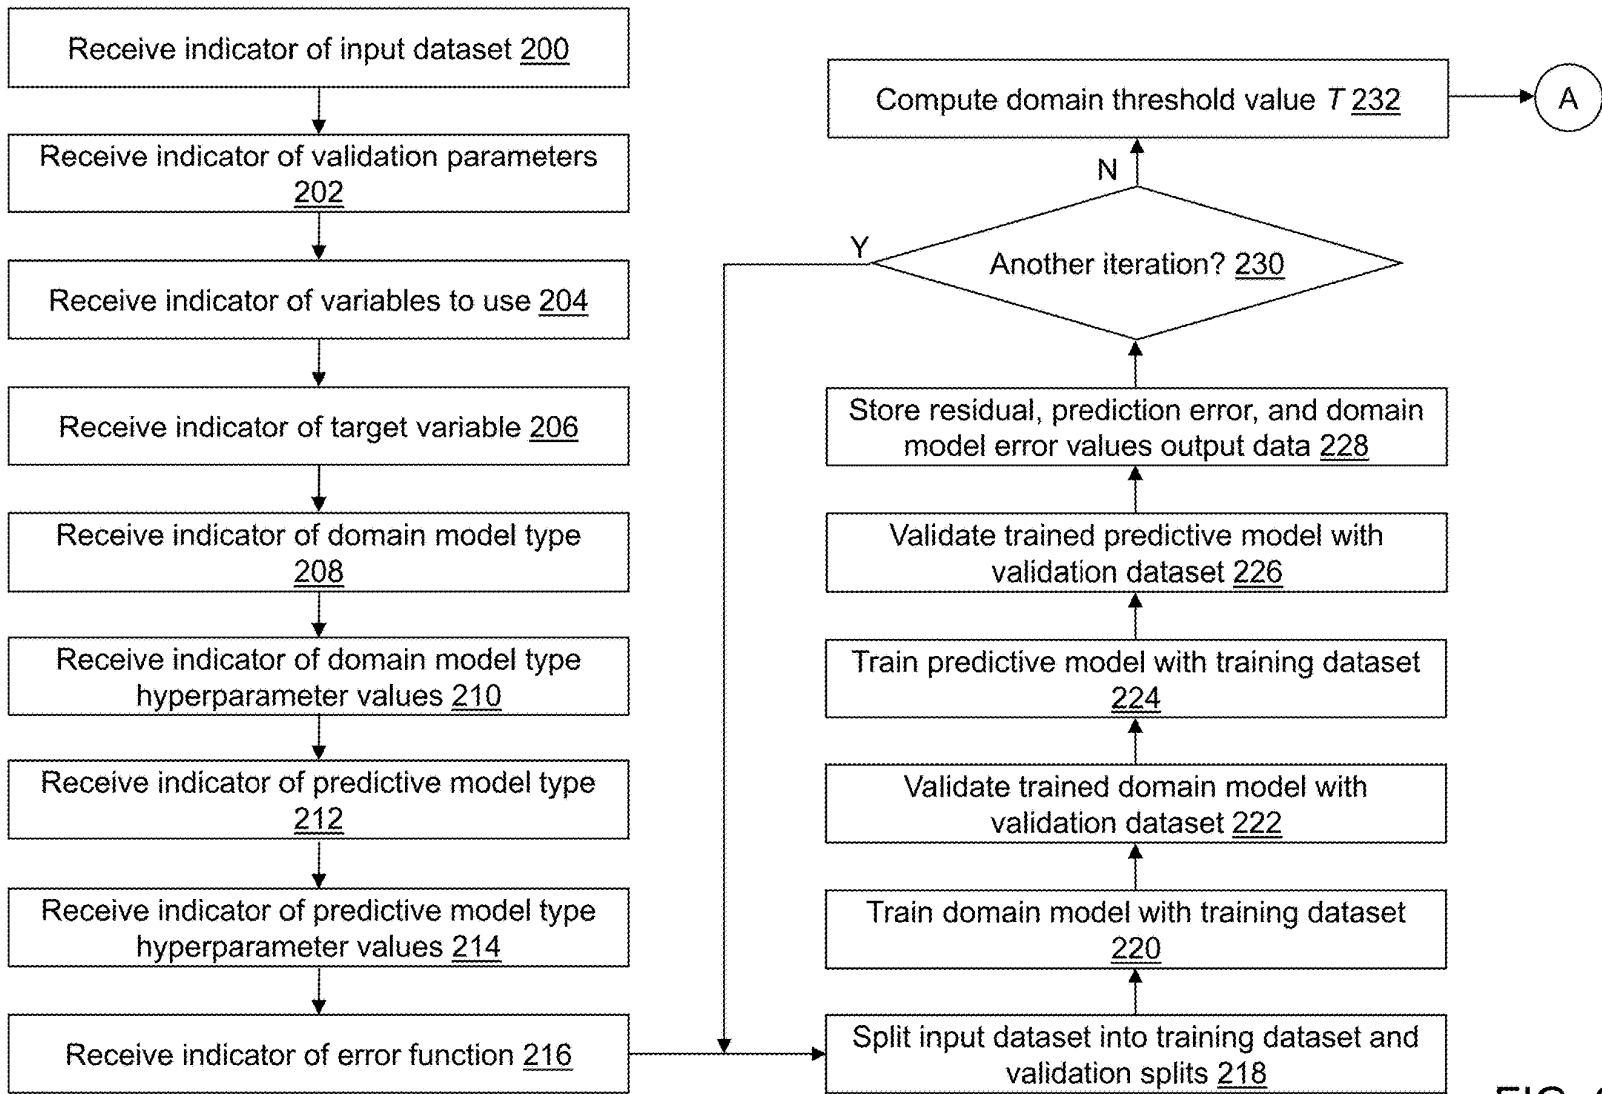 Receive indicator of input dataset 200
Receive indicator of validation parameters
202
Receive indicator of variables to use 204
Receive indicator of target variable 206
Receive indicator of domain model type
208
Receive indicator of domain model type
hyperparameter values 210
Receive indicator of predictive model type
212
Receive indicator of predictive model type
hyperparameter values 214
Receive indicator of error function 216
Compute domain threshold value T 232
A
N
Y
Another iteration? 230
Store residual, prediction error, and domain
model error values output data 228
Validate trained predictive model with
validation dataset 226
Train predictive model with training dataset
224
Validate trained domain model with
validation dataset 222
Train domain model with training dataset
220
Split input dataset into training dataset and
validation splits 218